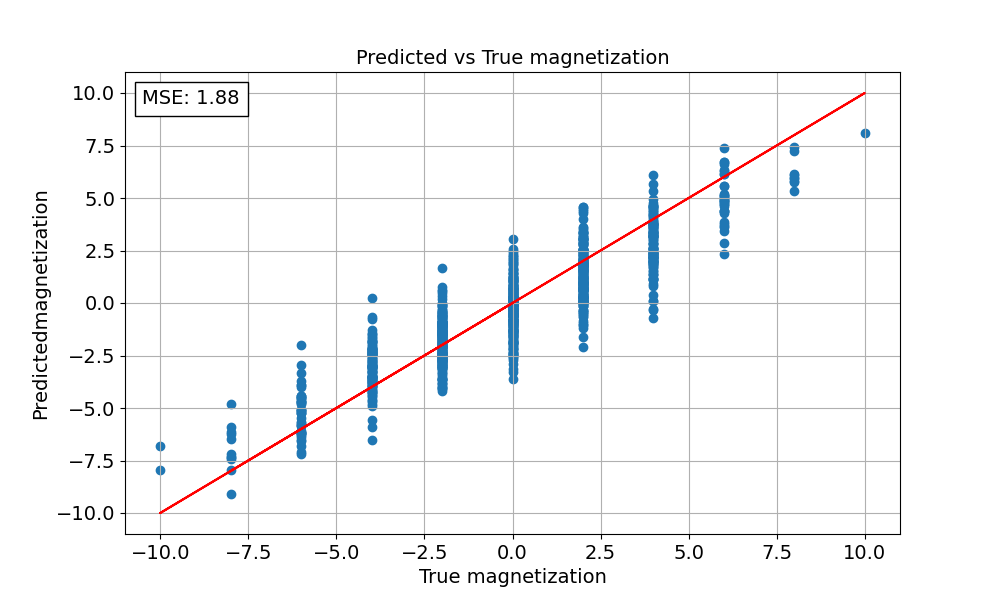 Predicted vs True magnetization
MSE: 1.88
10.0
7.5
5.0
2.5
0.0
−2.5
−5.0
−7.5
−10.0
Predictedmagnetization
−10.0 −7.5 −5.0 −2.5 0.0 2.5 5.0 7.5 10.0
True magnetization